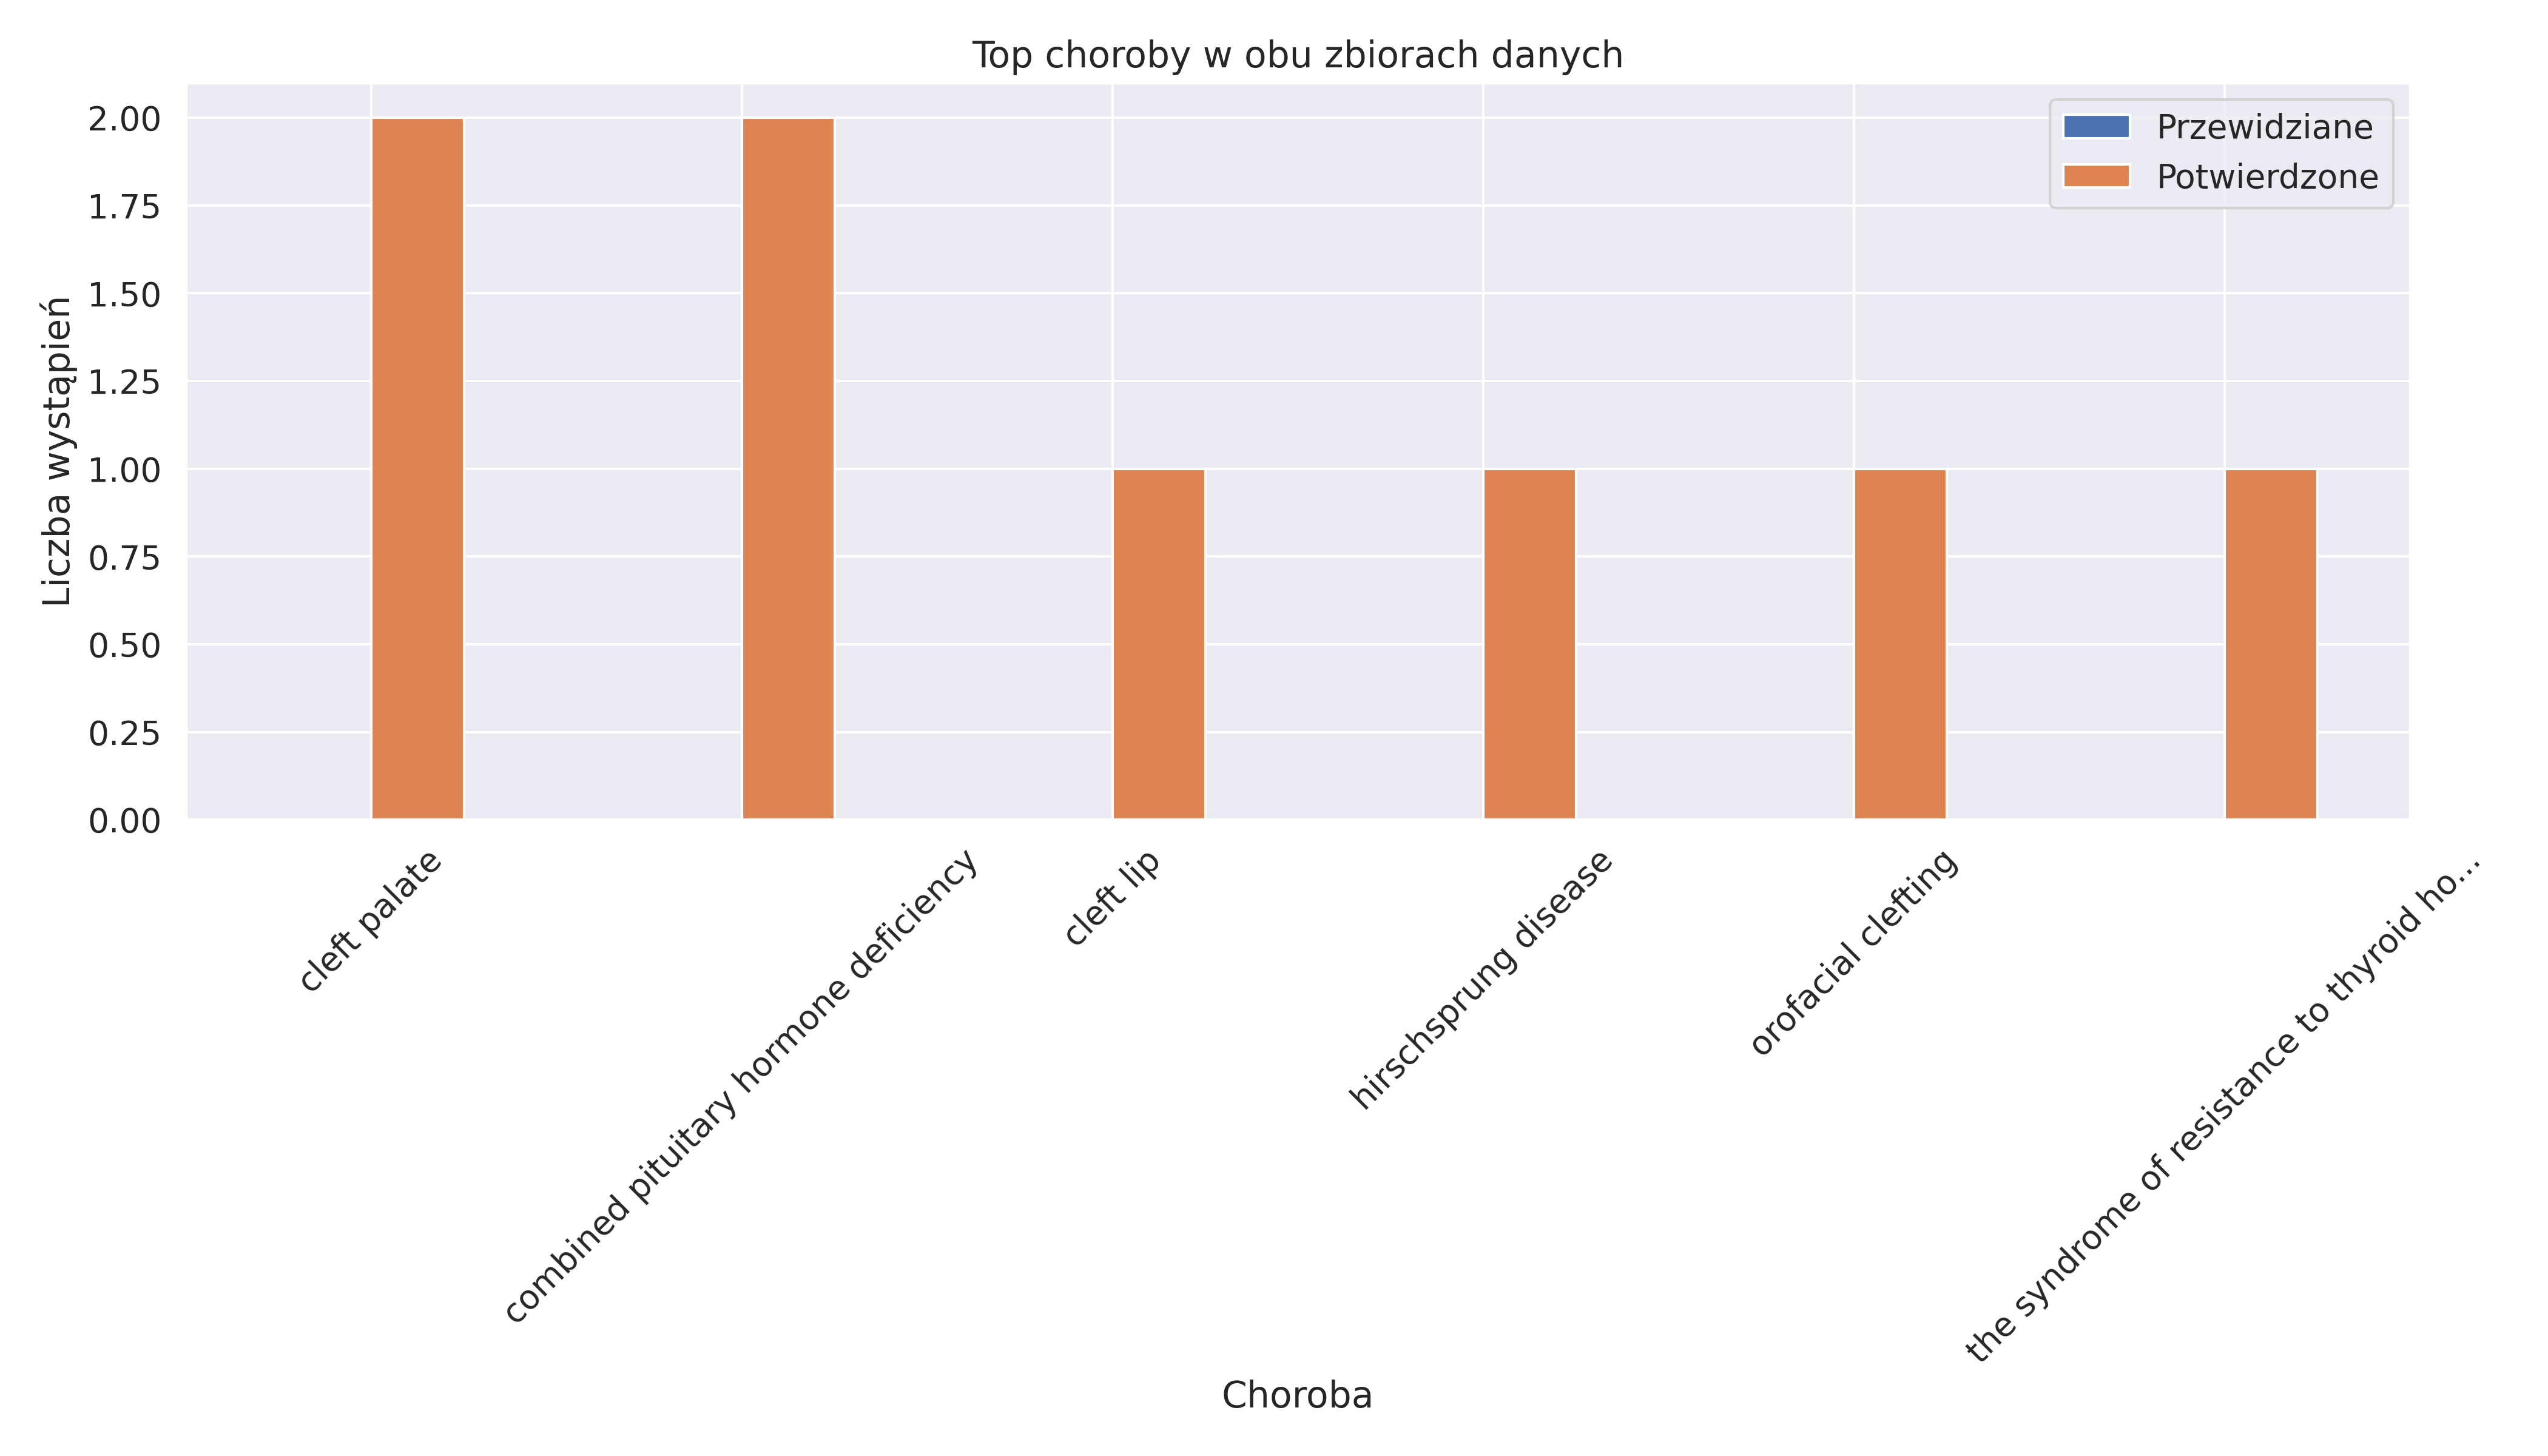 Top choroby w obu zbiorach danych
Przewidziane
Potwierdzone
Liczba wystąpień
2.00
1.75
1.50
1.25
1.00
0.75
0.50
0.25
0.00
cleft palate
combined pituitary hormone deficiency
cleft lip
hirschsprung disease
orofacial clefting
the syndrome of resistance to thyroid ho...
Choroba